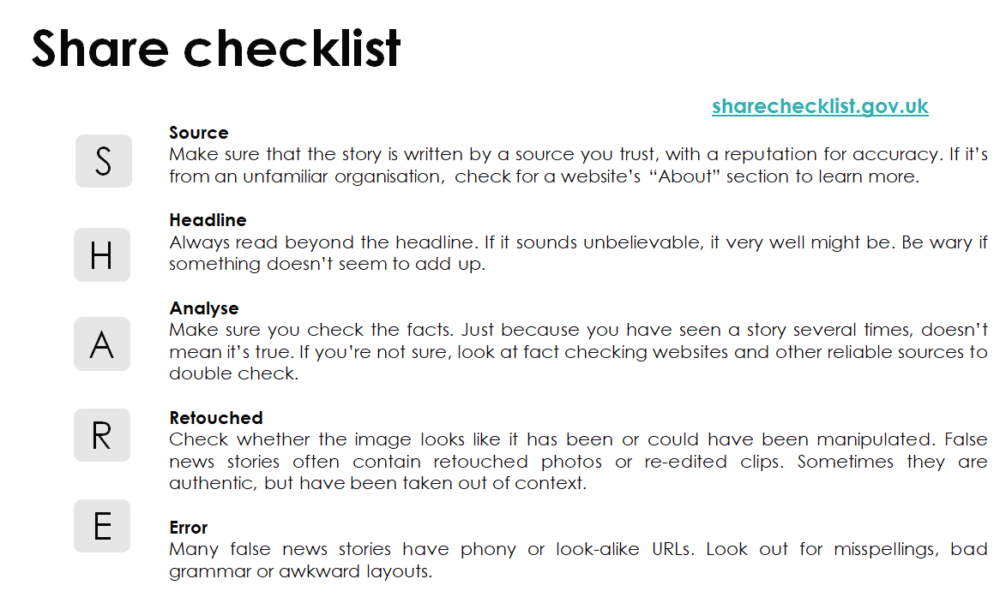 Share checklist
sharechecklist.gov.uk
S
Source
Make sure that the story is written by a source you trust, with a reputation for accuracy. If it's
from an unfamiliar organisation, check for a website's “About” section to learn more.
H
Headline
Always read beyond the headline. If it sounds unbelievable, it very well might be. Be wary if
something doesn't seem to add up.
A
Analyse
Make sure you check the facts. Just because you have seen a story several times, doesn't
mean it's true. If you're not sure, look at fact checking websites and other reliable sources to
double check.
R
Retouched
Check whether the image looks like it has been or could have been manipulated. False
news stories often contain retouched photos or re-edited clips. Sometimes they are
authentic, but have been taken out of context.
E
Error
Many false news stories have phony or look-alike URLs. Look out for misspellings, bad
grammar or awkward layouts.